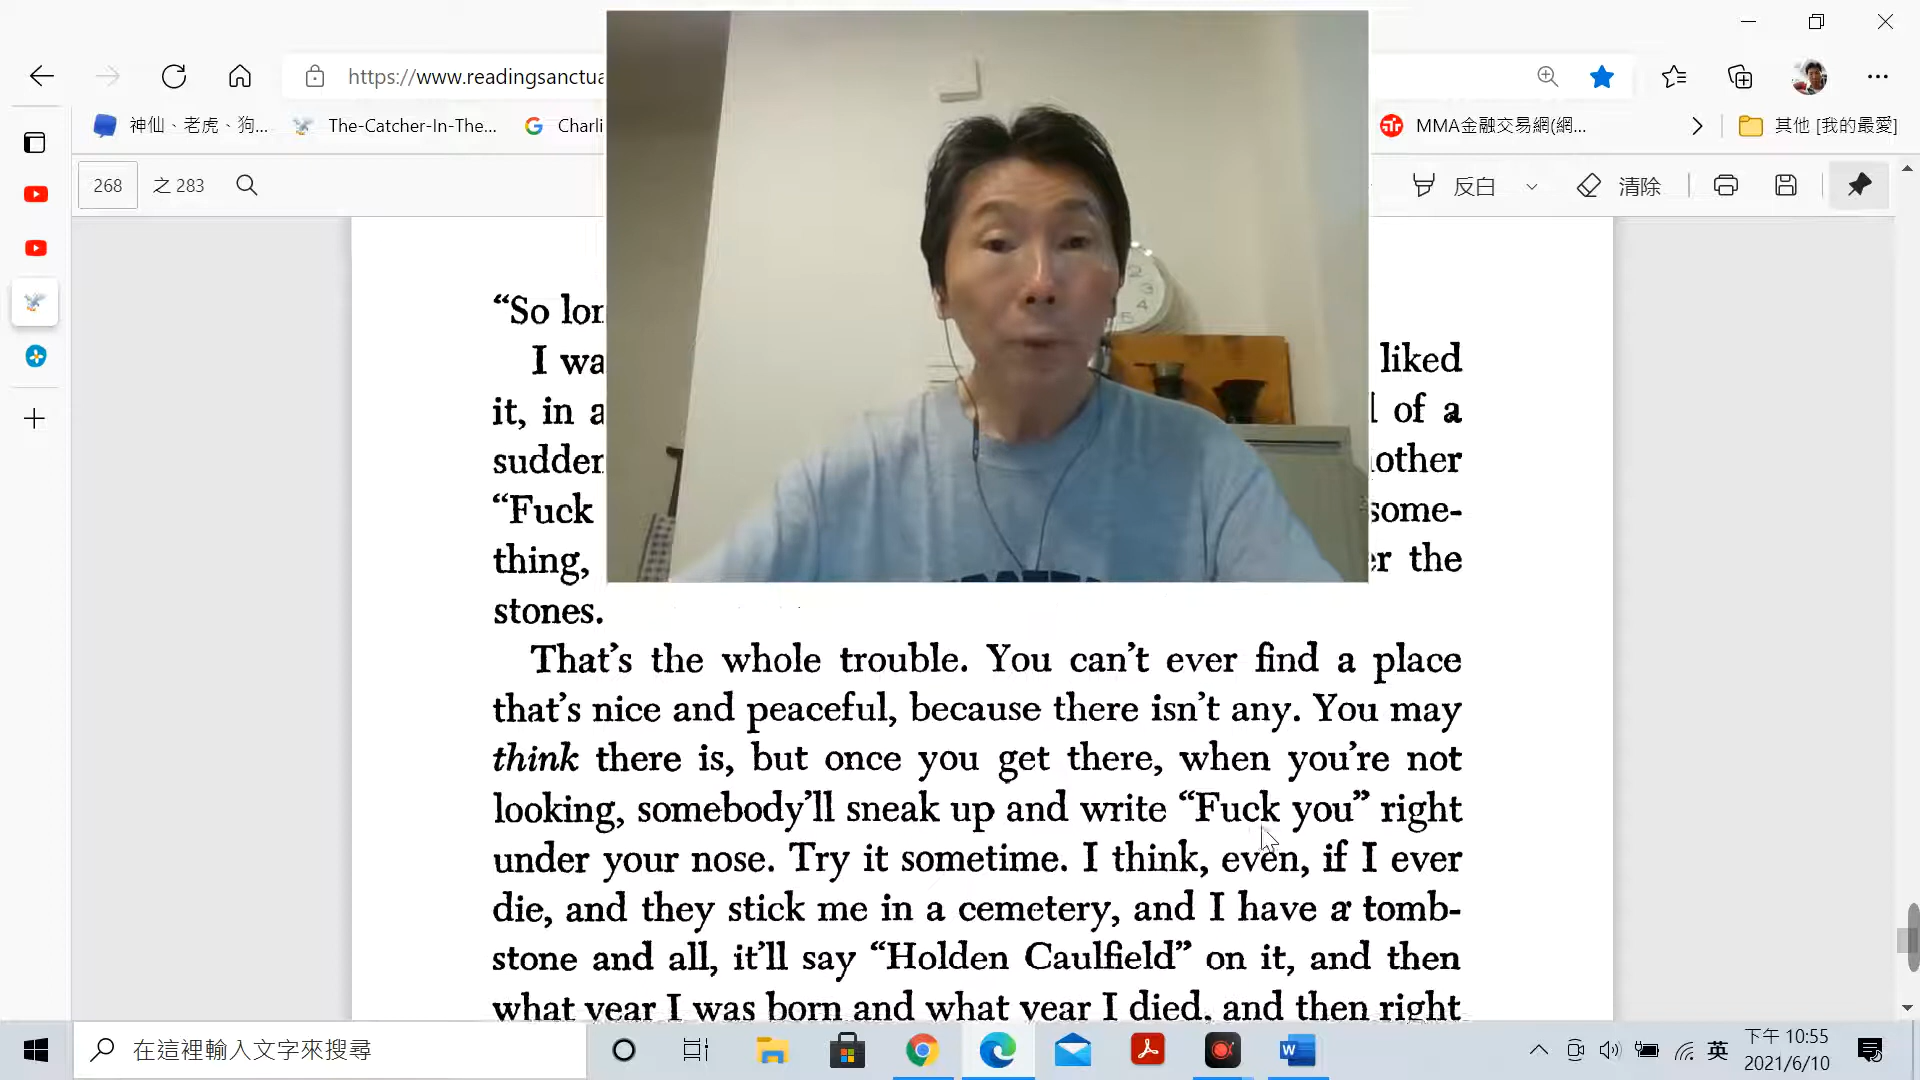 https://www.readingsanctua
神仙、老虎、狗...
The-Catcher-In-The...
Charli
MMA金融交易網(網...
其他 [我的最愛]
268
之 283
反白
清除
“So lor
I wa
liked
it, in a
of a
sudden
other
“Fuck
some-
thing,
the
stones.
That’s the whole trouble. You can’t ever find a place
that’s nice and peaceful, because there isn’t any. You may
think there is, but once you get there, when you’re not
looking, somebody’ll sneak up and write “Fuck you” right
under your nose. Try it sometime. I think, even, if I ever
die, and they stick me in a cemetery, and I have a tomb-
stone and all, it’ll say “Holden Caulfield” on it, and then
what year I was born and what year I died, and then right
2
3
4
在這裡輸入文字來搜尋
英
下午 10:55
2021/6/10